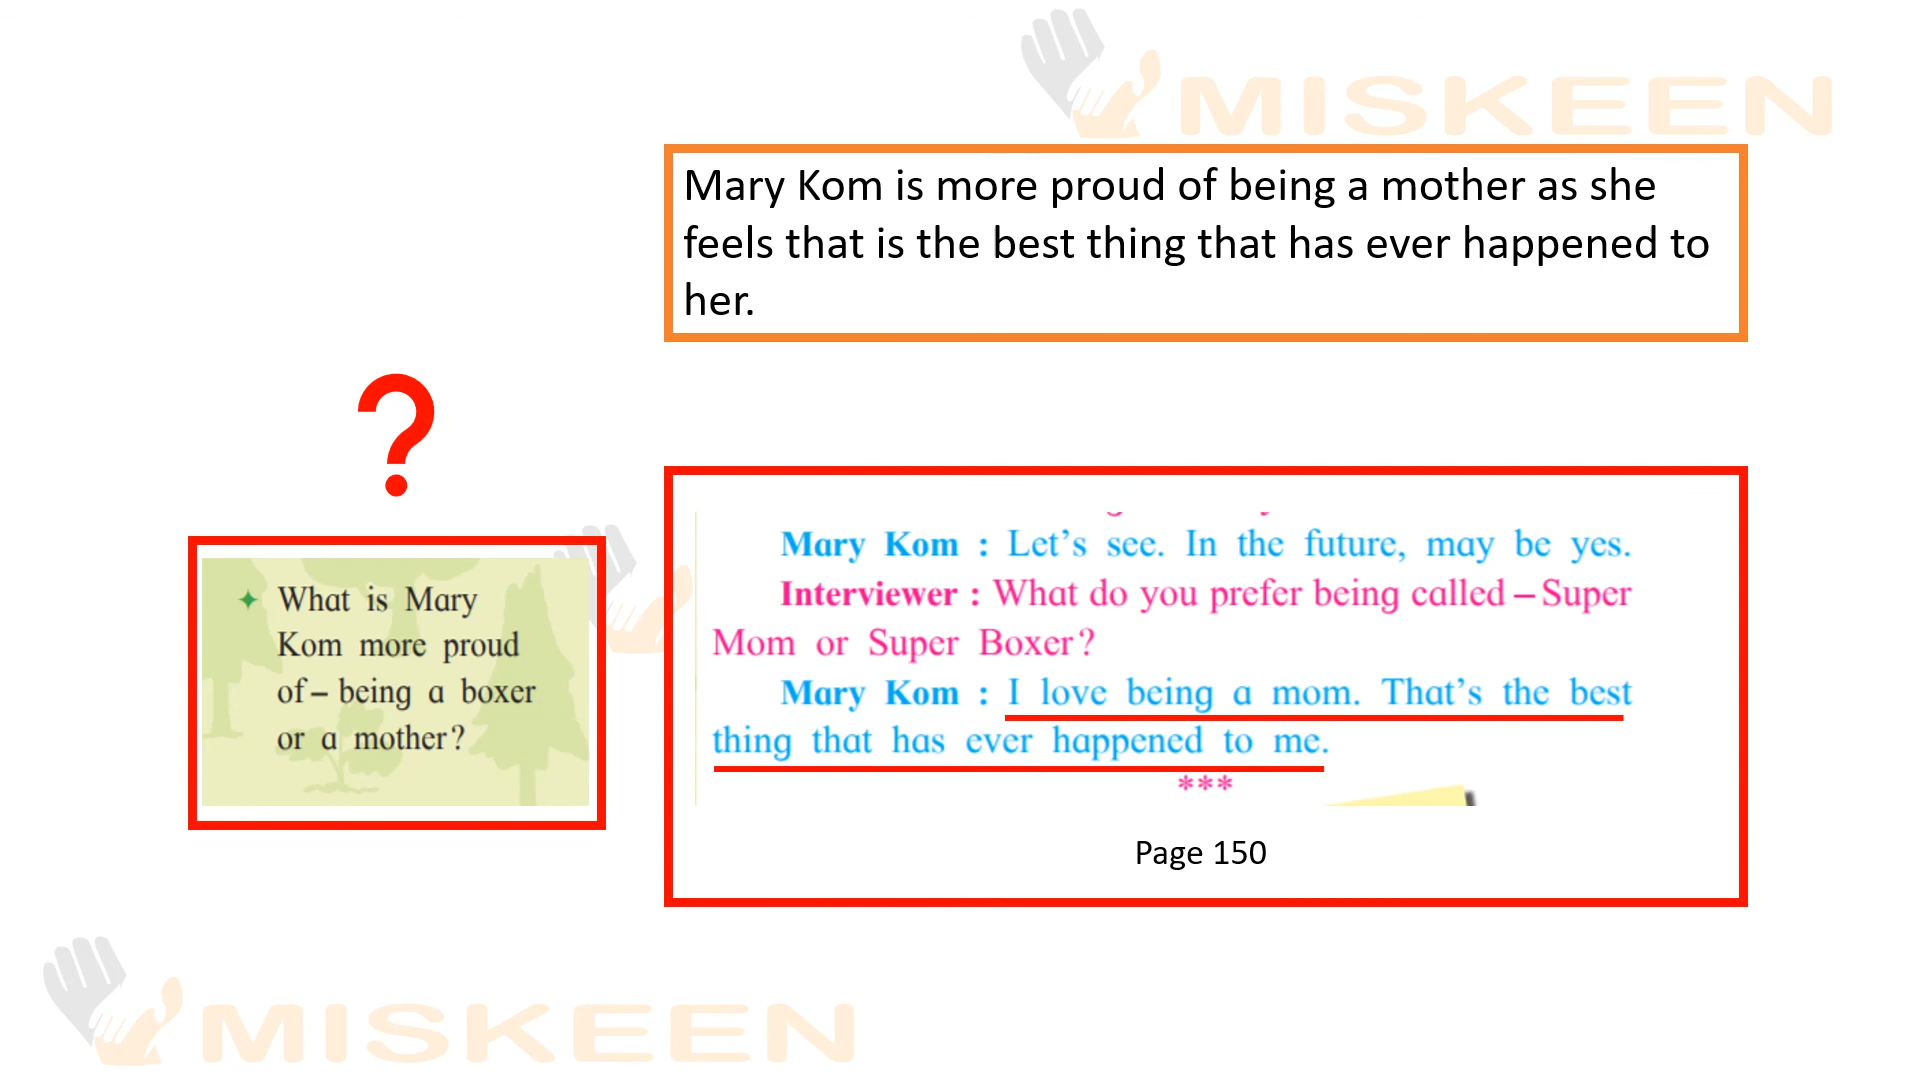 MISKEEN
Mary Kom is more proud of being a mother as she
feels that is the best thing that has ever happened to
her.
?
✦ What is Mary
Kom more proud
of – being a boxer
or a mother?
Mary Kom : Let's see. In the future, may be yes.
Interviewer : What do you prefer being called – Super
Mom or Super Boxer?
Mary Kom : I love being a mom. That's the best
thing that has ever happened to me.
***
Page 150
MISKEEN